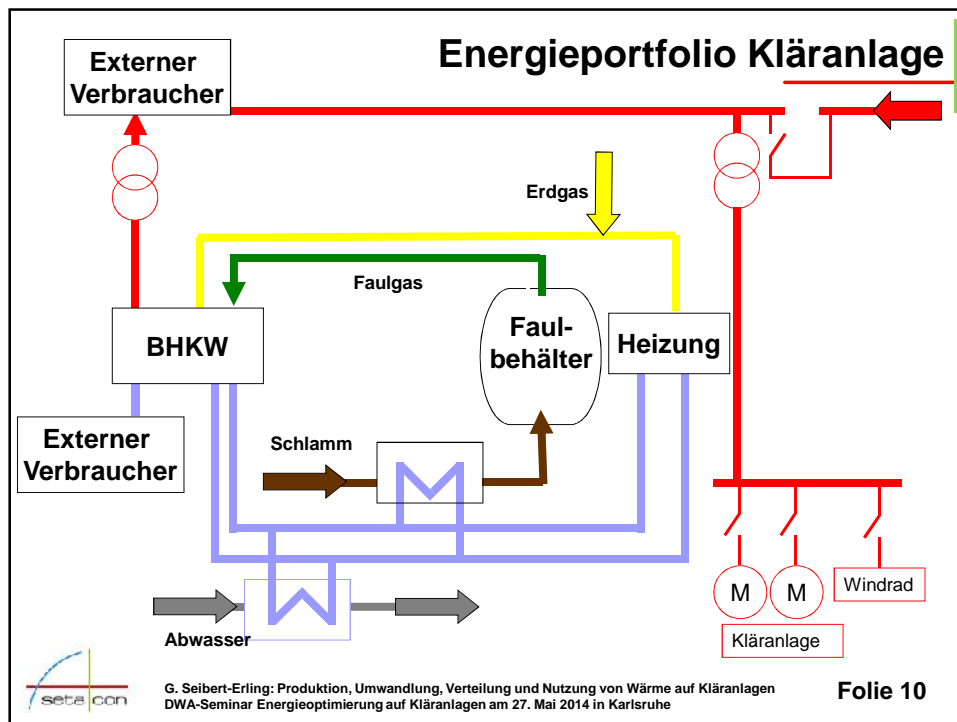 Energieportfolio Kläranlage
Externer
Verbraucher
Erdgas
Faulgas
BHKW
Faul-
behälter
Heizung
Externer
Verbraucher
Schlamm
M
M
Windrad
Kläranlage
Abwasser
seta con
G. Seibert-Erling: Produktion, Umwandlung, Verteilung und Nutzung von Wärme auf Kläranlagen
DWA-Seminar Energieoptimierung auf Kläranlagen am 27. Mai 2014 in Karlsruhe
Folie 10